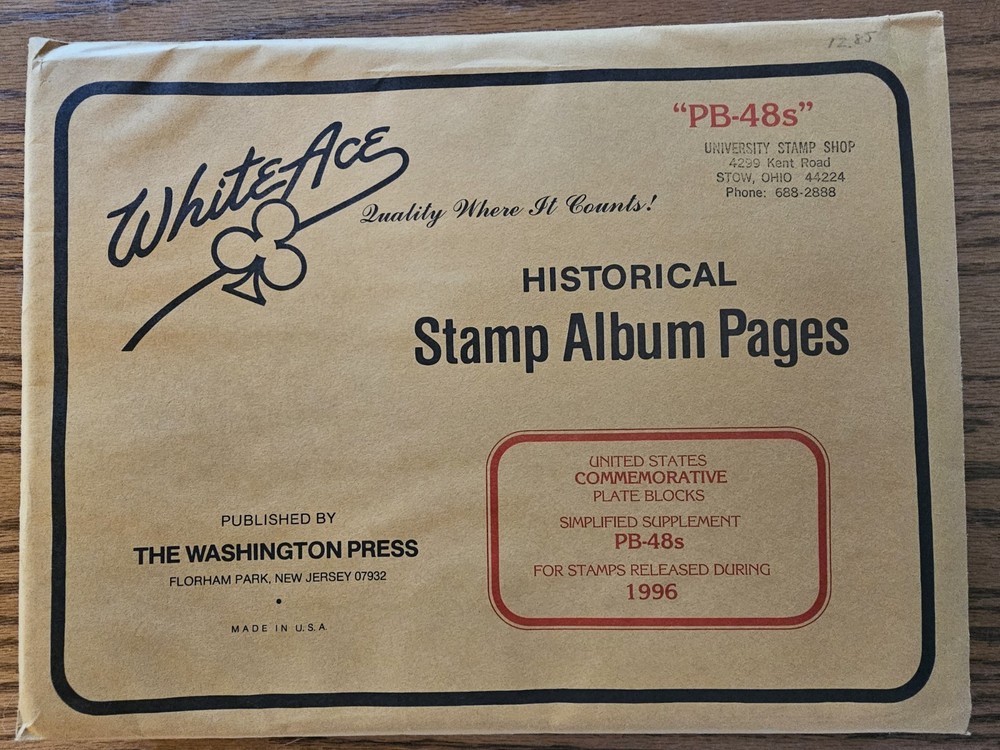 12.85
"PB-48s"
UNIVERSITY STAMP SHOP
4299 Kent Road
STOW, OHIO 44224
Phone: 688-2888
WhiteAce
Quality Where It Counts!
HISTORICAL
Stamp Album Pages
UNITED STATES
COMMEMORATIVE
PLATE BLOCKS
SIMPLIFIED SUPPLEMENT
PB-48s
FOR STAMPS RELEASED DURING
1996
PUBLISHED BY
THE WASHINGTON PRESS
FLORHAM PARK, NEW JERSEY 07932
•
MADE IN U.S.A.